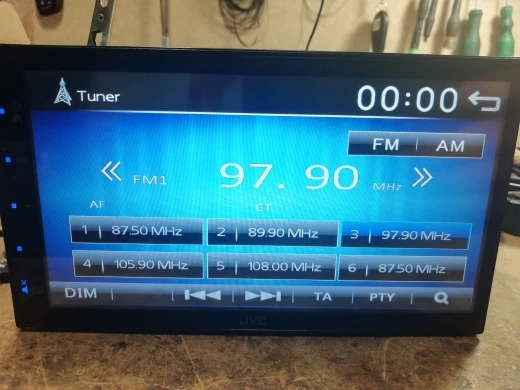 Tuner 00:00
FM | AM
FM1 97. 90 MHz
AF CT
1 | 87.50 MHz 2 | 89.90 MHz 3 | 97.90 MHz
4 | 105.90 MHz 5 | 108.00 MHz 6 | 87.50 MHz
DIM TA PTY
JVC